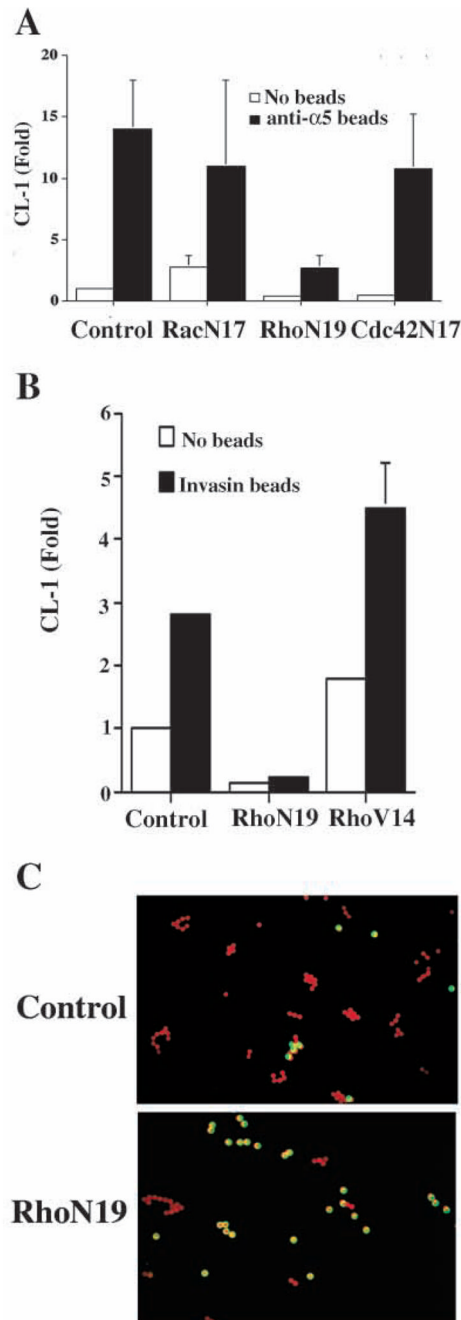 A
CL-1 (Fold)
20
15
10
5
0
No beads
anti-α5 beads
Control RacN17 RhoN19 Cdc42N17
B
CL-1 (Fold)
6
5
4
3
2
1
0
No beads
Invasin beads
Control RhoN19 RhoV14
C
Control
RhoN19